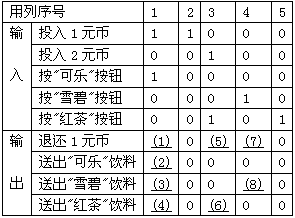 用列序号 1 2 3 4 5
输入 投入1元币 1 1 0 0 0
投入2元币 0 0 1 0 0
按"可乐"按钮 1 0 0 0 0
按"雪碧"按钮 0 0 0 1 0
按"红茶"按钮 0 0 1 0 1
输出 退还1元币 (1) 0 (5) (7) 0
送出"可乐"饮料 (2) 0 0 0 0
送出"雪碧"饮料 (3) 0 0 (8) 0
送出"红茶"饮料 (4) 0 (6) 0 0